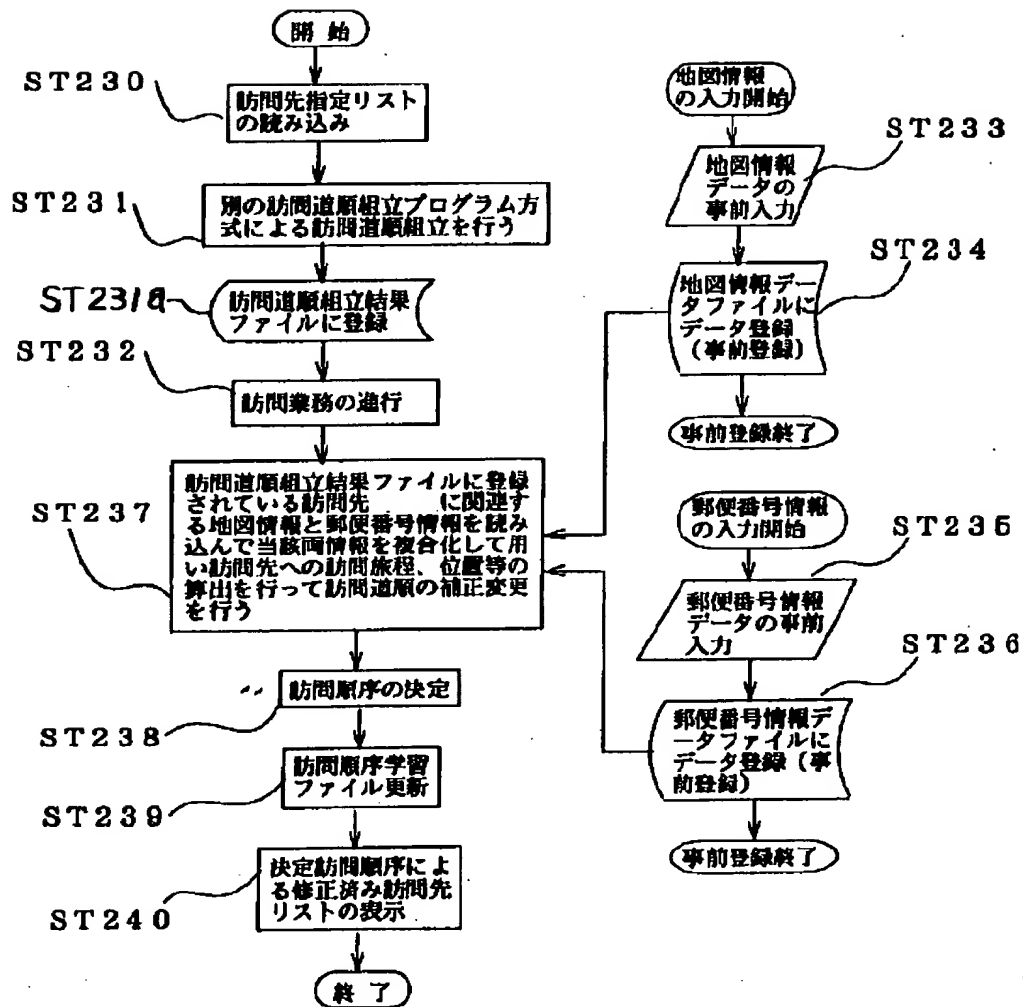 開 始
ST230
訪問先指定リスト
の読み込み
ST231
別の訪問道順組立プログラム方
式による訪問道順組立を行う
ST231a
訪問道順組立結果
ファイルに登録
ST232
訪問業務の進行
ST237
訪問道順組立結果ファイルに登録
されている訪問先 に関連す
る地図情報と郵便番号情報を読み
込んで当該両情報を複合化して用
い訪問先への訪問旅程、位置等の
算出を行って訪問道順の補正変更
を行う
ST238
訪問順序の決定
ST239
訪問順序学習
ファイル更新
ST240
決定訪問順序によ
る修正済み訪問先
リストの表示
終 了
地図情報
の入力開始
ST233
地図情報
データの
事前入力
ST234
地図情報デー
タファイルに
データ登録
(事前登録)
事前登録終了
郵便番号情報
の入力開始
ST235
郵便番号情報
データの事前
入力
ST236
郵便番号情報デ
ータファイルに
データ登録(事
前登録)
事前登録終了